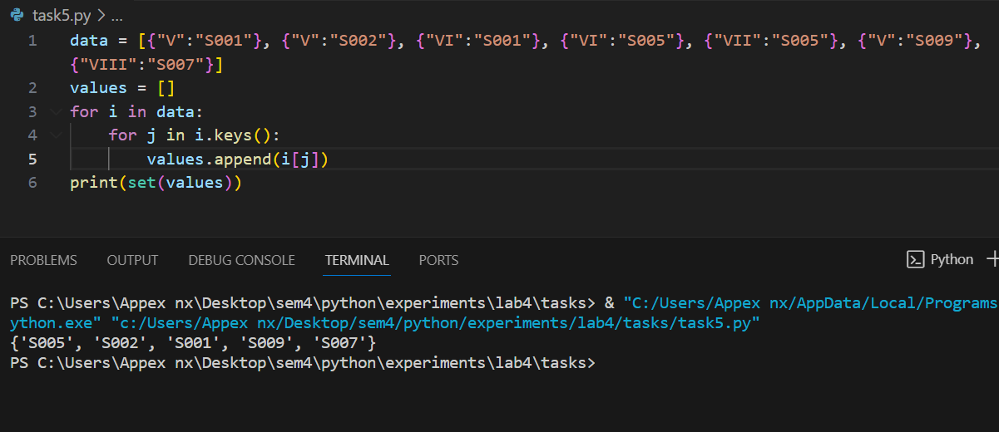 task5.py > ...
1 data = [{"V":"S001"}, {"V":"S002"}, {"VI":"S001"}, {"VI":"S005"}, {"VII":"S005"}, {"V":"S009"},
{"VIII":"S007"}]
2 values = []
3 for i in data:
4 for j in i.keys():
5 values.append(i[j])
6 print(set(values))
PROBLEMS OUTPUT DEBUG CONSOLE TERMINAL PORTS Python
PS C:\Users\Appex nx\Desktop\sem4\python\experiments\lab4\tasks> & "C:/Users/Appex nx/AppData/Local/Programs
ython.exe" "c:/Users/Appex nx/Desktop/sem4/python/experiments/lab4/tasks/task5.py"
{'S005', 'S002', 'S001', 'S009', 'S007'}
PS C:\Users\Appex nx\Desktop\sem4\python\experiments\lab4\tasks>